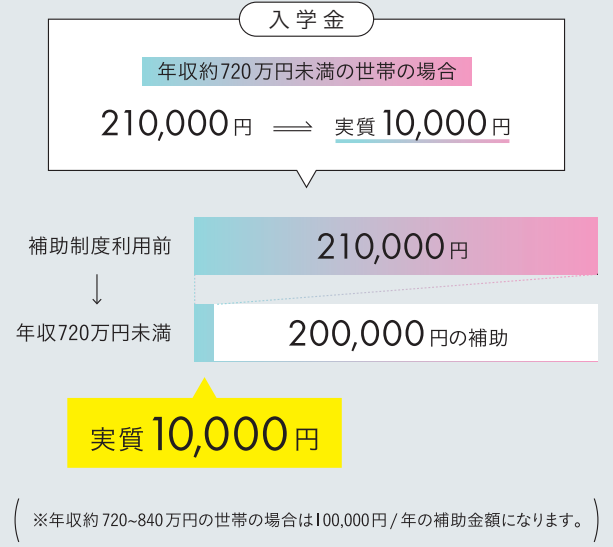 入学金
年収約720万円未満の世帯の場合
210,000円 ⟹ 実質10,000円
補助制度利用前
210,000円
↓
年収720万円未満
200,000円の補助
実質10,000円
(※年収約720~840万円の世帯の場合は100,000円/年の補助金額になります。)